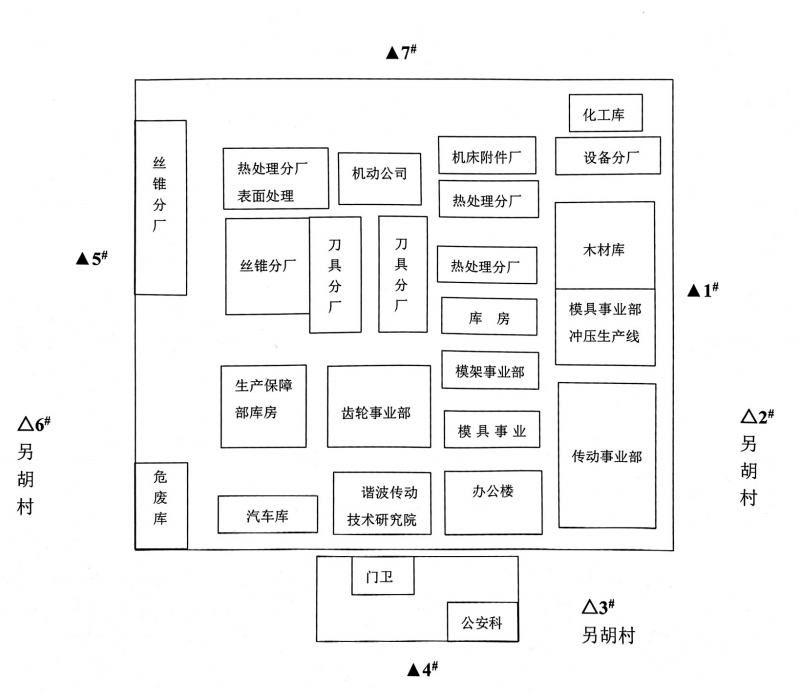 ▲7#
化工库
丝锥分厂
热处理分厂
表面处理
机动公司
机床附件厂
设备分厂
热处理分厂
丝锥分厂
刀具分厂
刀具分厂
木材库
▲5#
热处理分厂
▲1#
库 房
模具事业部
冲压生产线
模架事业部
生产保障
部库房
齿轮事业部
△6#
另胡村
模 具 事 业
△2#
另胡村
传动事业部
危废库
汽车库
谐波传动
技术研究院
办公楼
门卫
公安科
△3#
另胡村
▲4#